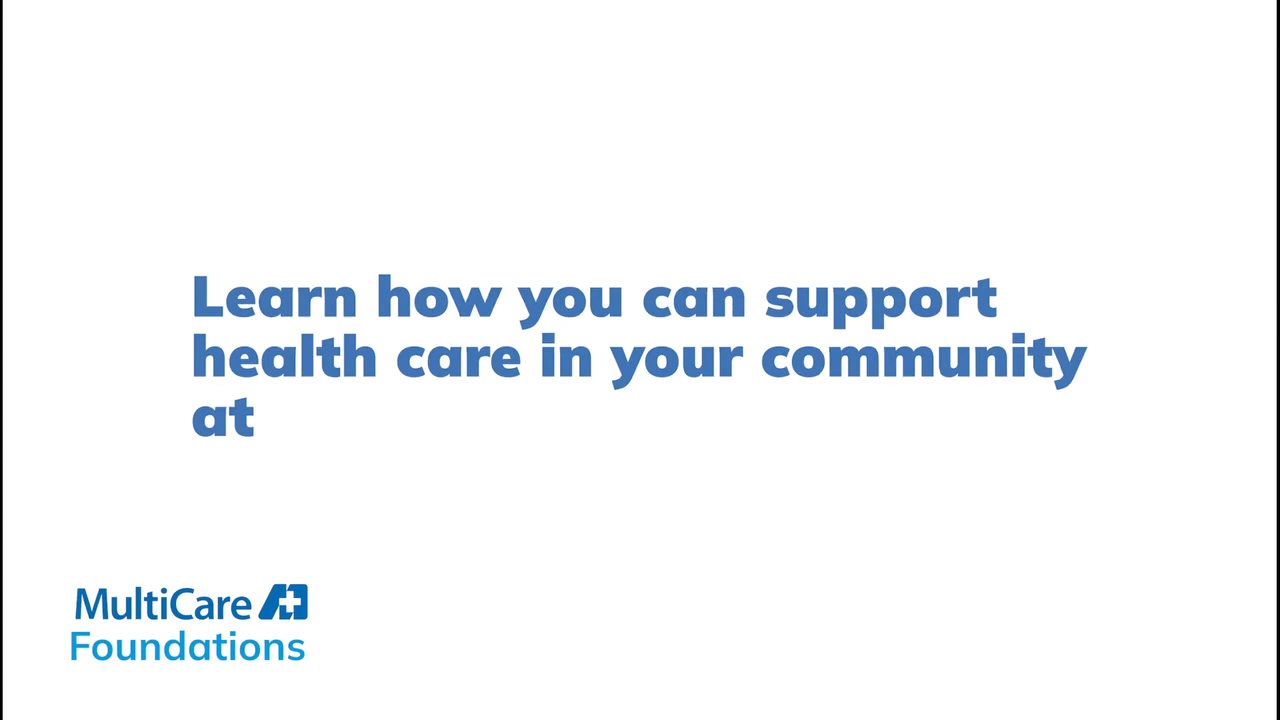 Learn how you can support
health care in your community
at
MultiCare
Foundations